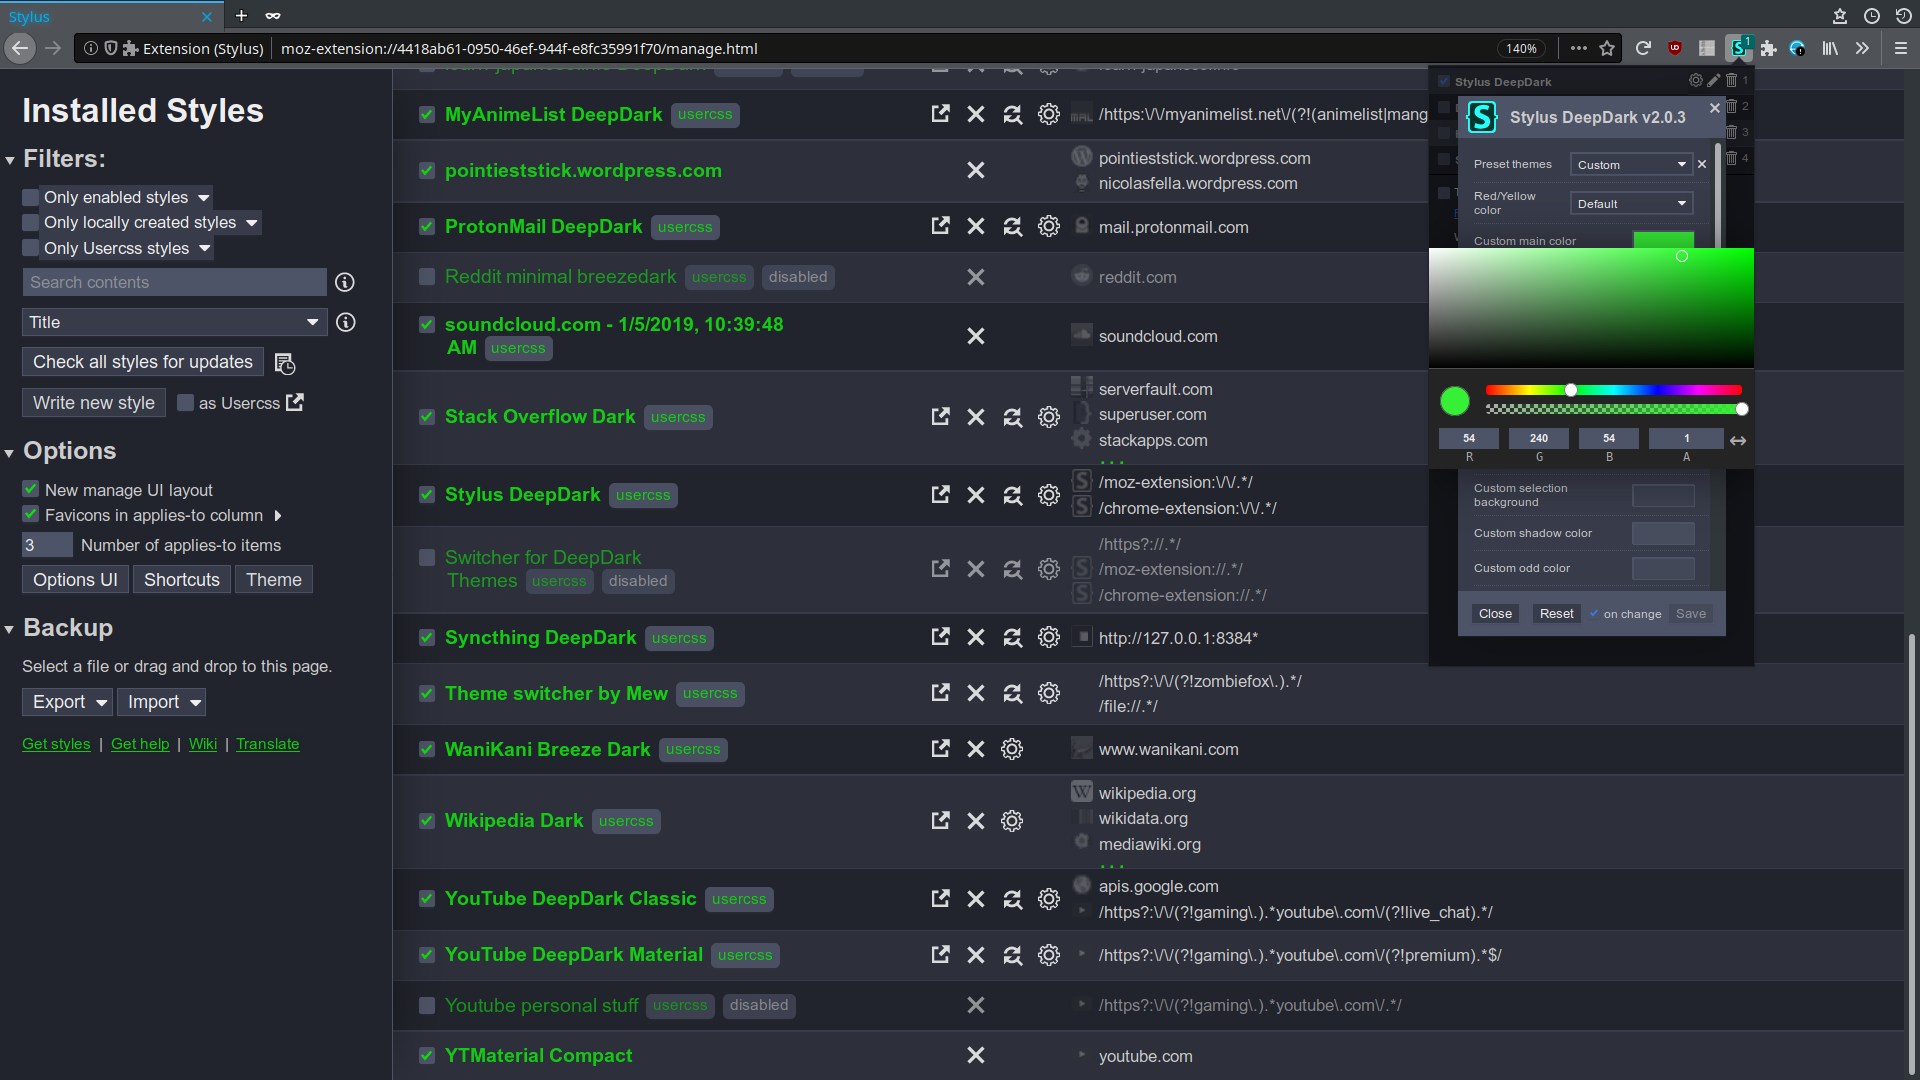 Stylus
Extension (Stylus)
moz-extension://4418ab61-0950-46ef-944f-e8fc35991f70/manage.html
140%
1
Installed Styles
Filters:
Only enabled styles
Only locally created styles
Only Usercss styles
Search contents
Title
Check all styles for updates
Write new style
as Usercss
Options
New manage UI layout
Favicons in applies-to column
3 Number of applies-to items
Options UI Shortcuts Theme
Backup
Select a file or drag and drop to this page.
Export Import
Get styles | Get help | Wiki | Translate
MyAnimeList DeepDark usercss
/https:\/\/myanimelist.net\/(?!(animelist|mang
pointieststick.wordpress.com
pointieststick.wordpress.com
nicolasfella.wordpress.com
ProtonMail DeepDark usercss
mail.protonmail.com
Reddit minimal breezedark usercss disabled
reddit.com
soundcloud.com - 1/5/2019, 10:39:48
AM usercss
soundcloud.com
Stack Overflow Dark usercss
serverfault.com
superuser.com
stackapps.com
...
Stylus DeepDark usercss
/moz-extension:\/\/.*/
/chrome-extension:\/\/.*/
Switcher for DeepDark
Themes usercss disabled
/https?://.*/
/moz-extension://.*/
/chrome-extension://.*/
Syncthing DeepDark usercss
http://127.0.0.1:8384*
Theme switcher by Mew usercss
/https?:\/\/(?!zombiefox\.).*/
/file://.*/
WaniKani Breeze Dark usercss
www.wanikani.com
Wikipedia Dark usercss
wikipedia.org
wikidata.org
mediawiki.org
...
YouTube DeepDark Classic usercss
apis.google.com
/https?:\/\/(?!gaming\.).*youtube\.com\/(?!live_chat).*/
YouTube DeepDark Material usercss
/https?:\/\/(?!gaming\.).*youtube\.com\/(?!premium).*$/
Youtube personal stuff usercss disabled
/https?:\/\/(?!gaming\.).*youtube\.com\/.*/
YTMaterial Compact
youtube.com
Stylus DeepDark 1
2
3
4
Stylus DeepDark v2.0.3
Preset themes Custom
Red/Yellow
color Default
Custom main color
54 240 54 1
R G B A
Custom selection
background
Custom shadow color
Custom odd color
Close Reset on change Save